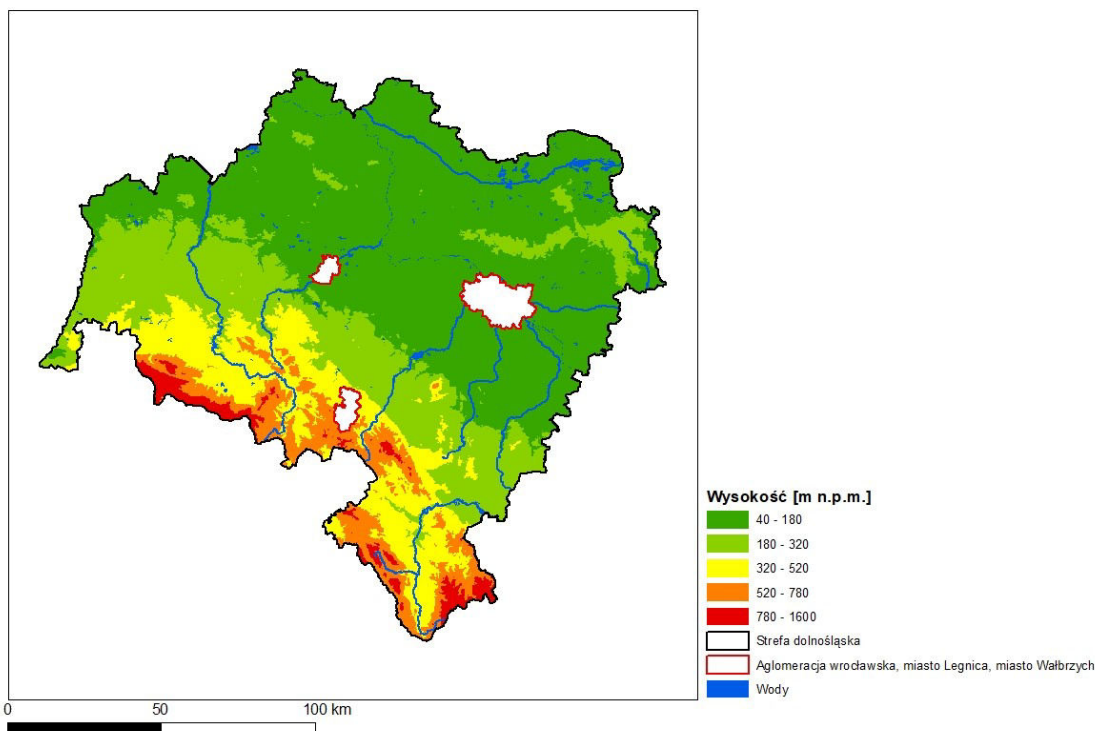 Wysokość [m n.p.m.]
40 - 180
180 - 320
320 - 520
520 - 780
780 - 1600
Strefa dolnośląska
Aglomeracja wrocławska, miasto Legnica, miasto Wałbrzych
Wody
0 50 100 km